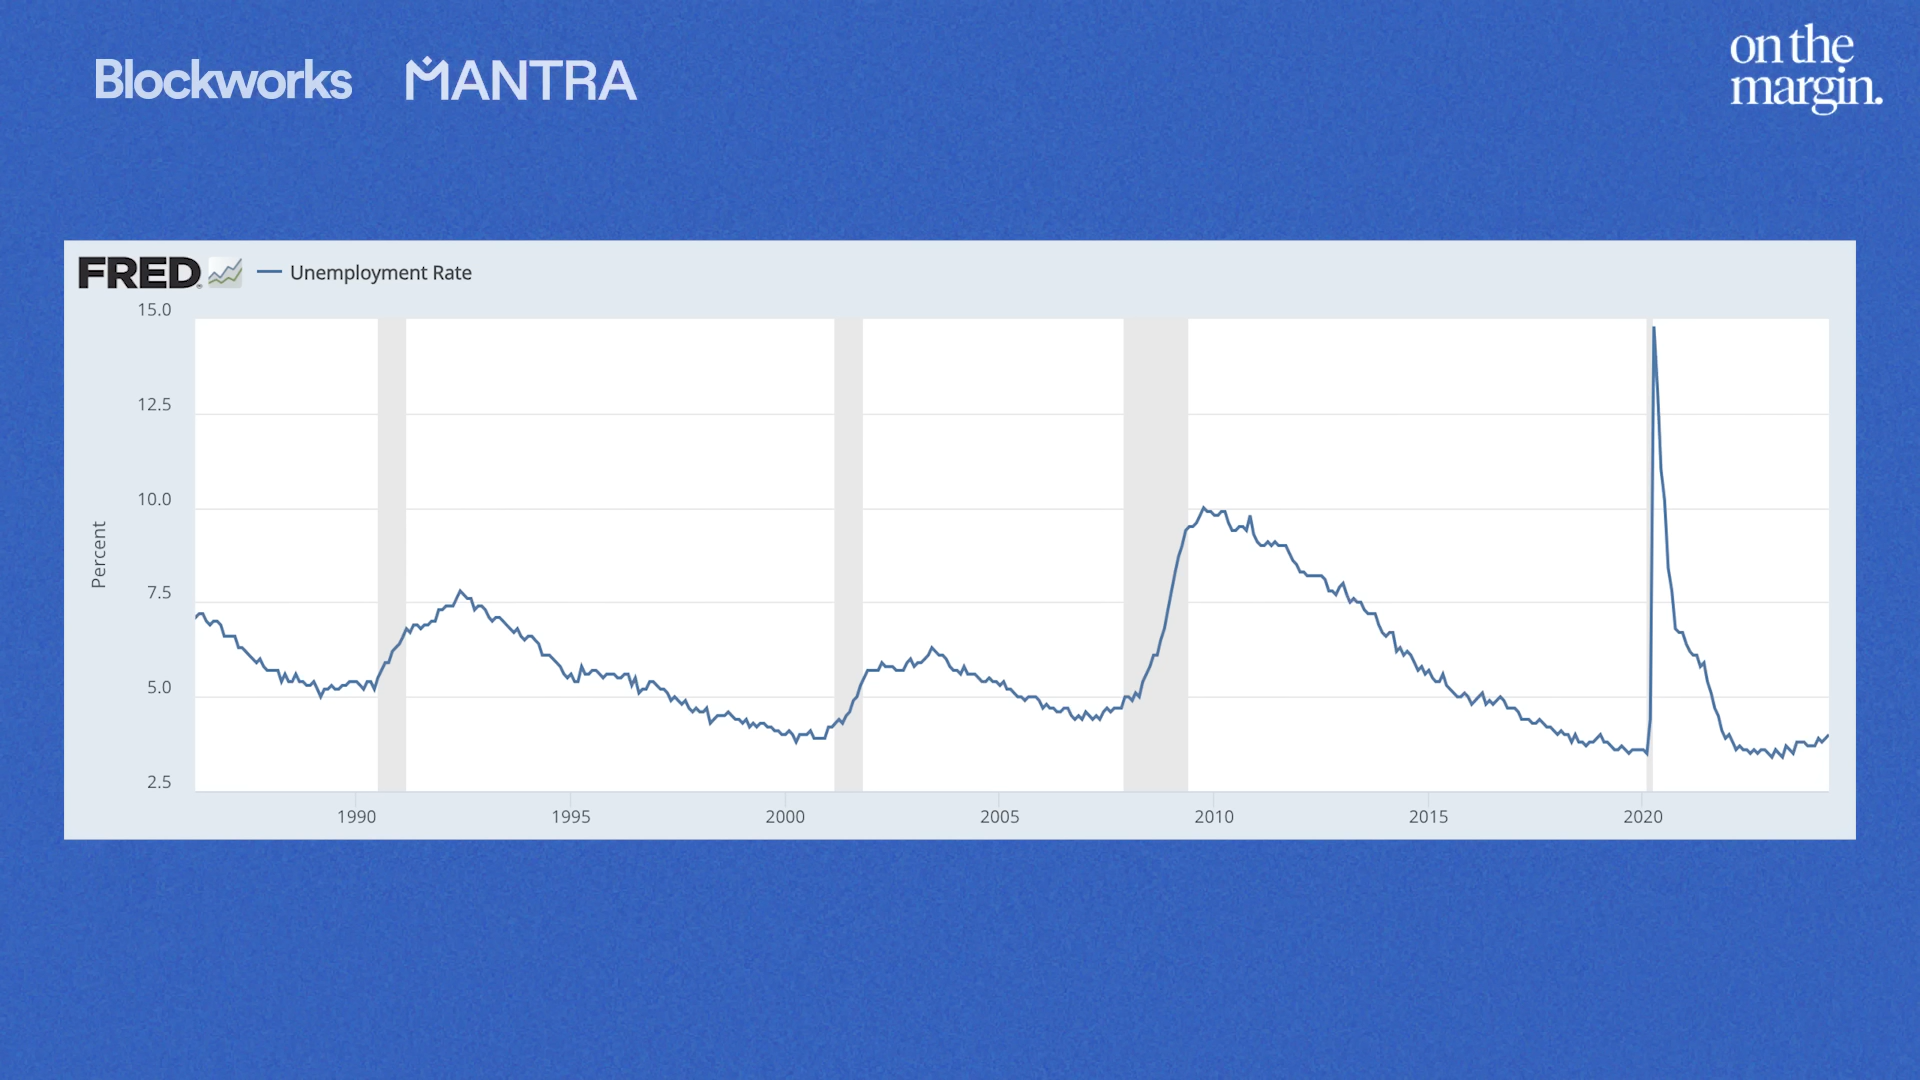 Blockworks
MANTRA
on the
margin.
FRED
Unemployment Rate
15.0
12.5
10.0
7.5
5.0
2.5
Percent
1990
1995
2000
2005
2010
2015
2020